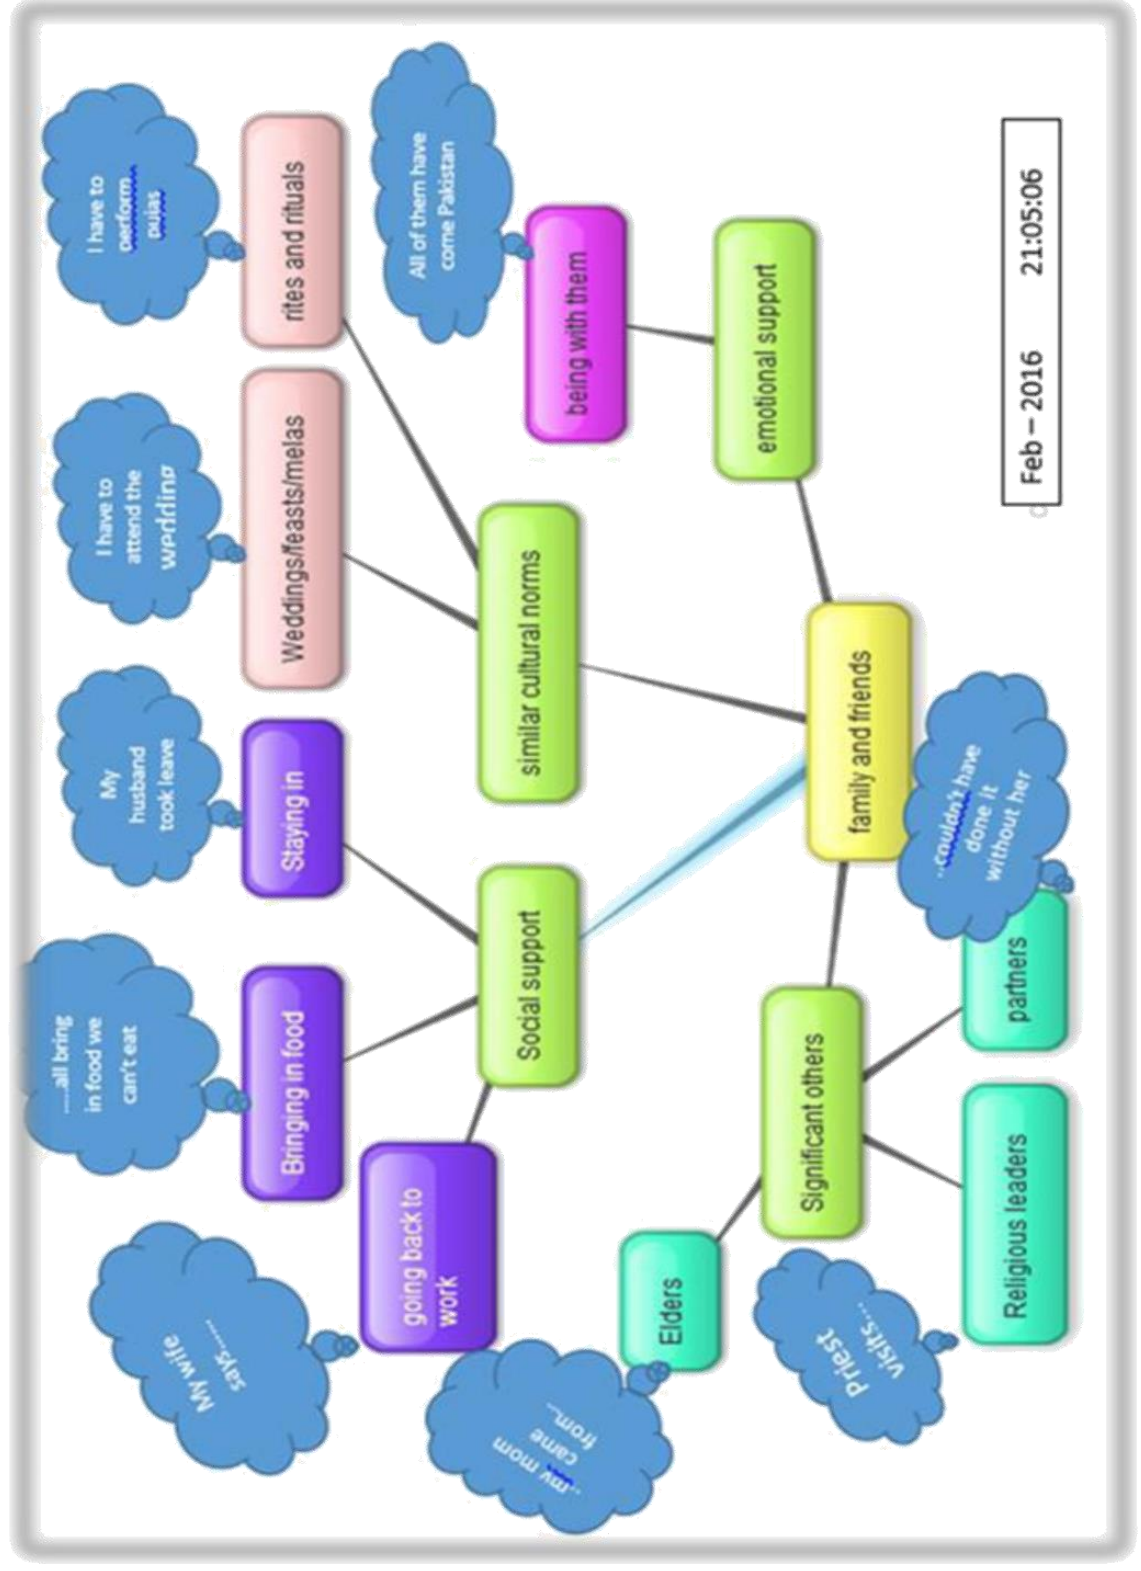 My wife
says......
.....all bring
in food we
can't eat
My
husband
took leave
I have to
attend the
wedding
I have to
perform...
pujas
Bringing in food
Staying in
Weddings/feasts/melas
rites and rituals
going back to
work
All of them have
come Pakistan
..my mom
came
from...
Social support
similar cultural norms
being with them
Elders
emotional support
Priest
visits...
Significant others
family and friends
..couldn't have
done it
without her
Religious leaders
partners
Feb – 2016 21:05:06